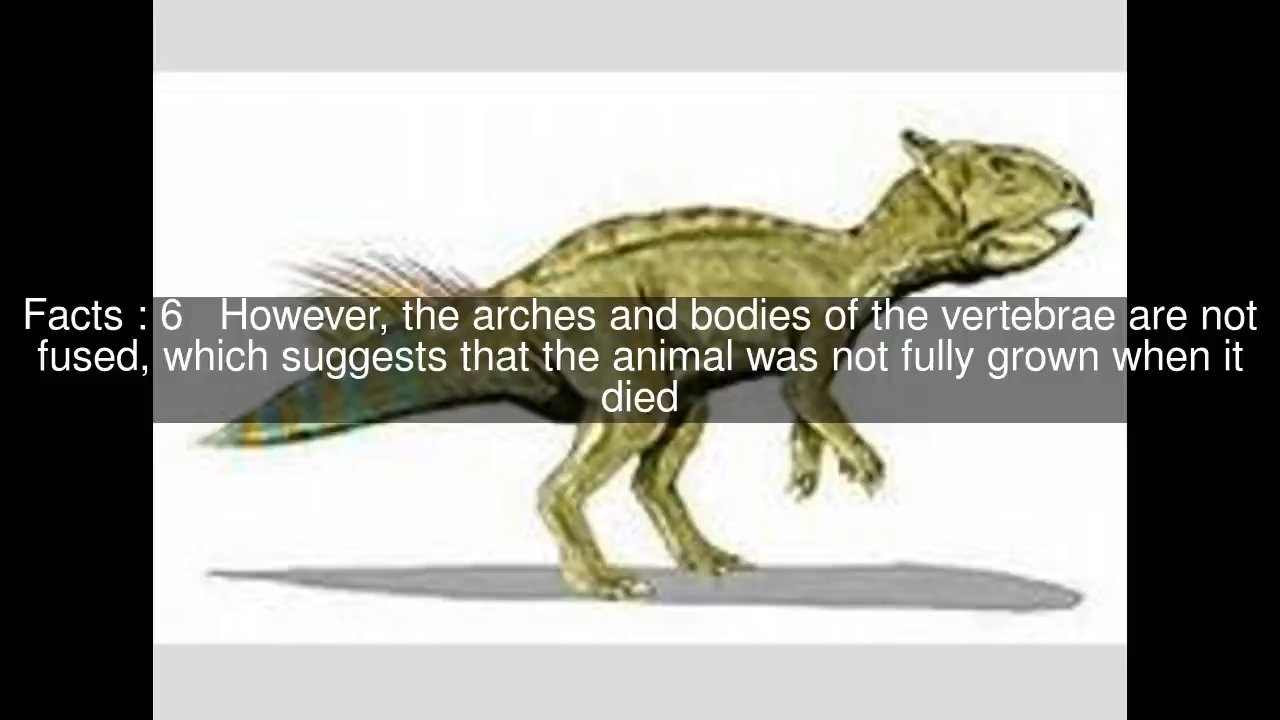 Facts : 6   However, the arches and bodies of the vertebrae are not
fused, which suggests that the animal was not fully grown when it
died